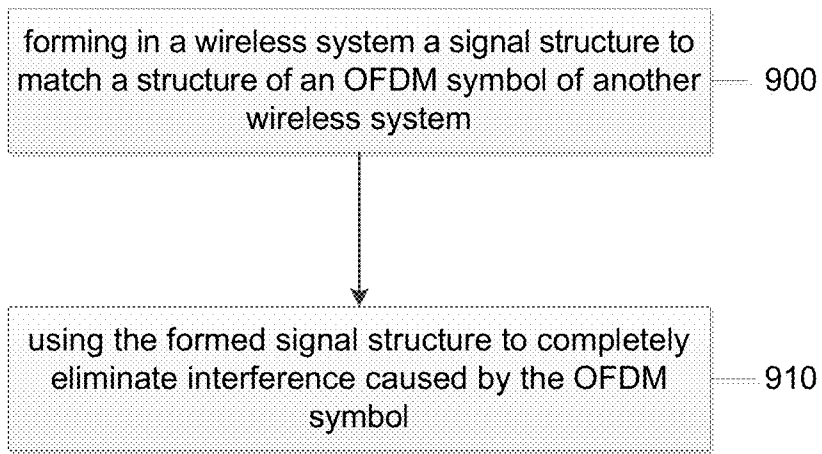 forming in a wireless system a signal structure to
match a structure of an OFDM symbol of another
wireless system
900
using the formed signal structure to completely
eliminate interference caused by the OFDM
symbol
910